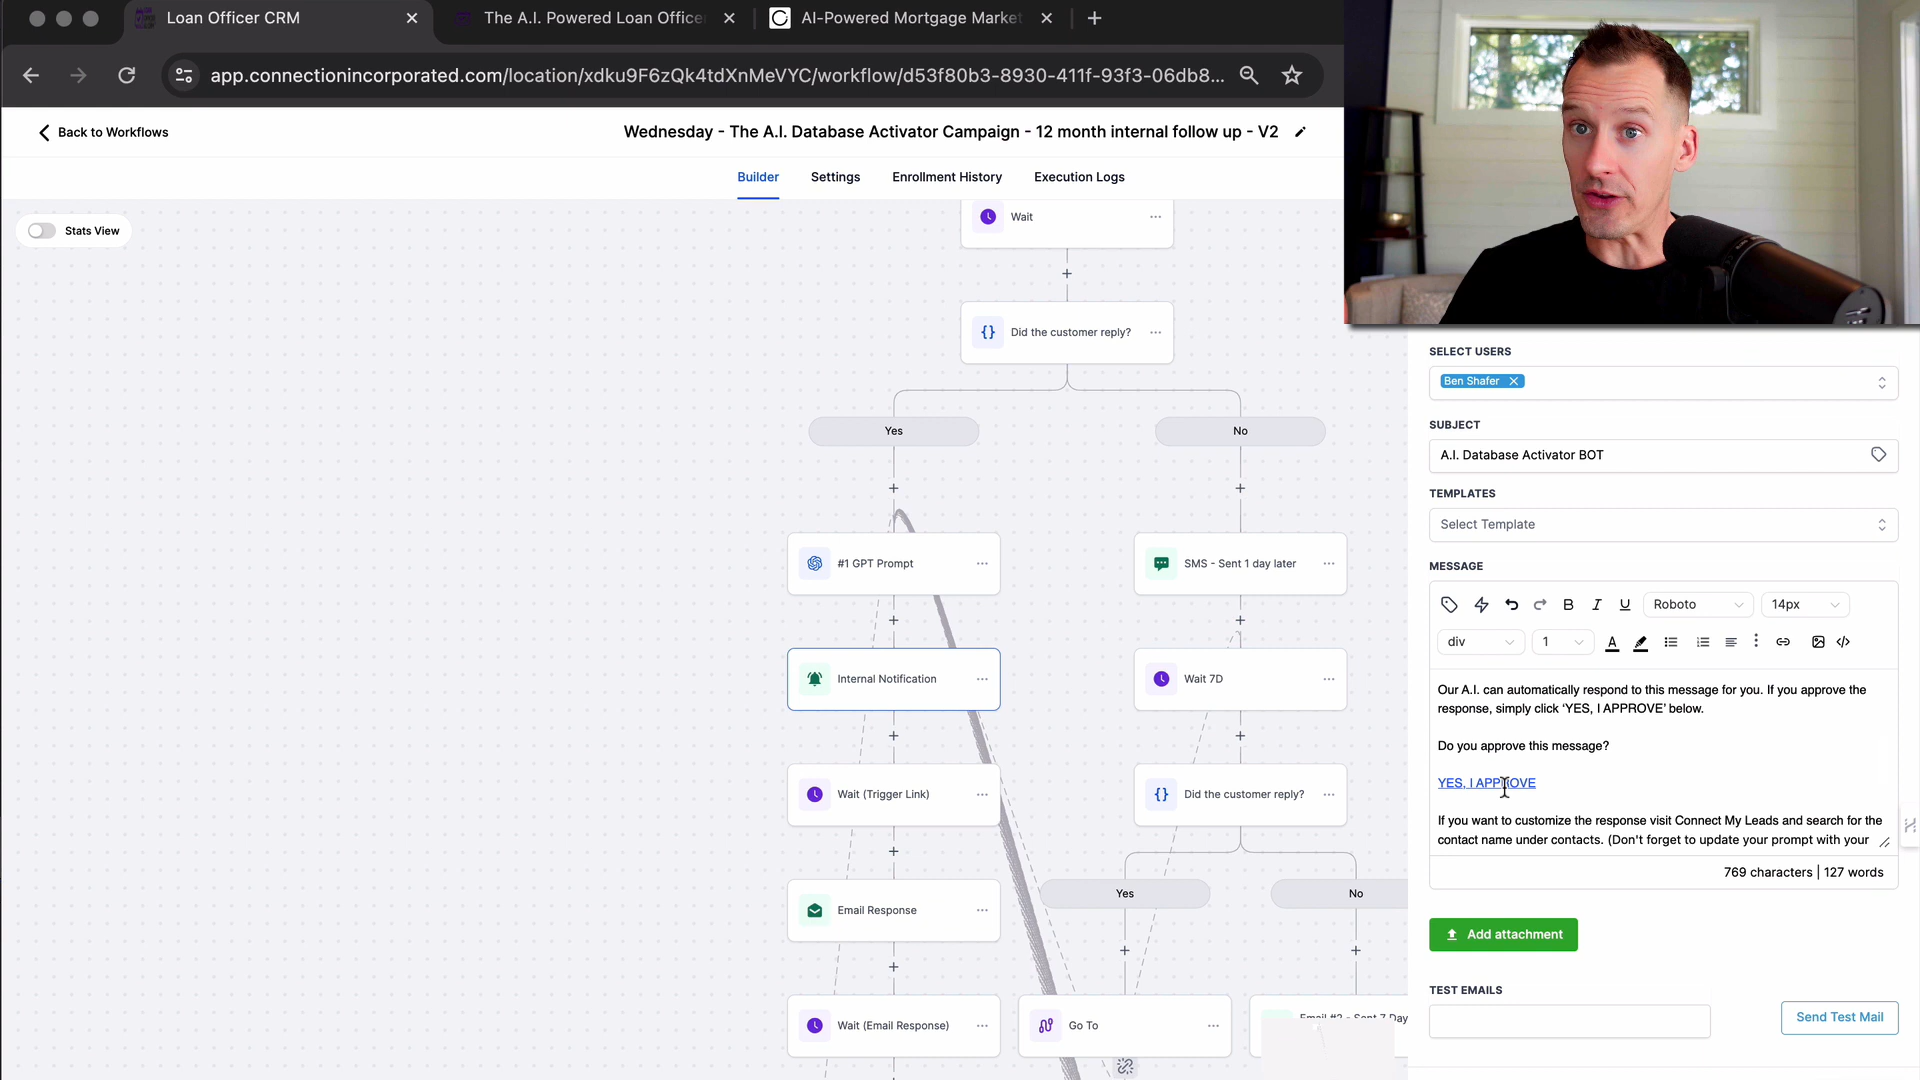 Loan Officer CRM
The A.I. Powered Loan Office
AI-Powered Mortgage Market
app.connectionincorporated.com/location/xdku9F6zQk4tdXnMeVYC/workflow/d53f80b3-8930-411f-93f3-06db8...
Back to Workflows
Wednesday - The A.I. Database Activator Campaign - 12 month internal follow up - V2
Builder
Settings
Enrollment History
Execution Logs
Stats View
Wait
Did the customer reply?
Yes
No
#1 GPT Prompt
SMS - Sent 1 day later
Internal Notification
Wait 7D
Wait (Trigger Link)
Did the customer reply?
Yes
No
Email Response
Wait (Email Response)
Go To
Email #2 - Sent 7 Day
SELECT USERS
Ben Shafer
SUBJECT
A.I. Database Activator BOT
TEMPLATES
Select Template
MESSAGE
B I U Roboto 14px
div 1 A
Our A.I. can automatically respond to this message for you. If you approve the
response, simply click ‘YES, I APPROVE’ below.
Do you approve this message?
YES, I APPROVE
If you want to customize the response visit Connect My Leads and search for the
contact name under contacts. (Don't forget to update your prompt with your
769 characters | 127 words
Add attachment
TEST EMAILS
Send Test Mail